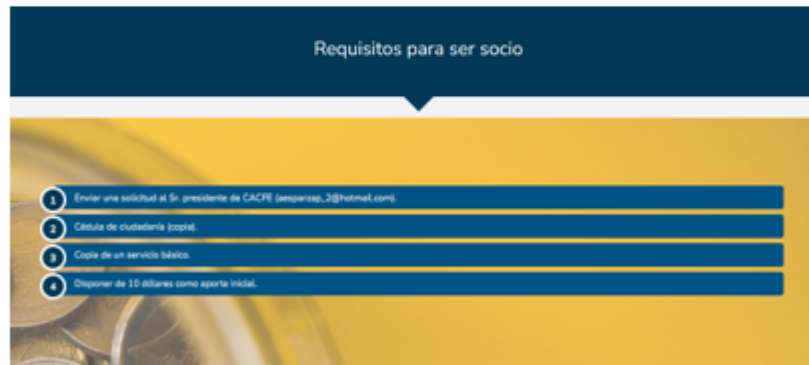 Requisitos para ser socio
1 Enviar una solicitud al Sr. presidente de CACFE (aesparzap_2@hotmail.com).
2 Cédula de ciudadanía (copia).
3 Copia de un servicio básico.
4 Disponer de 10 dólares como aporte inicial.